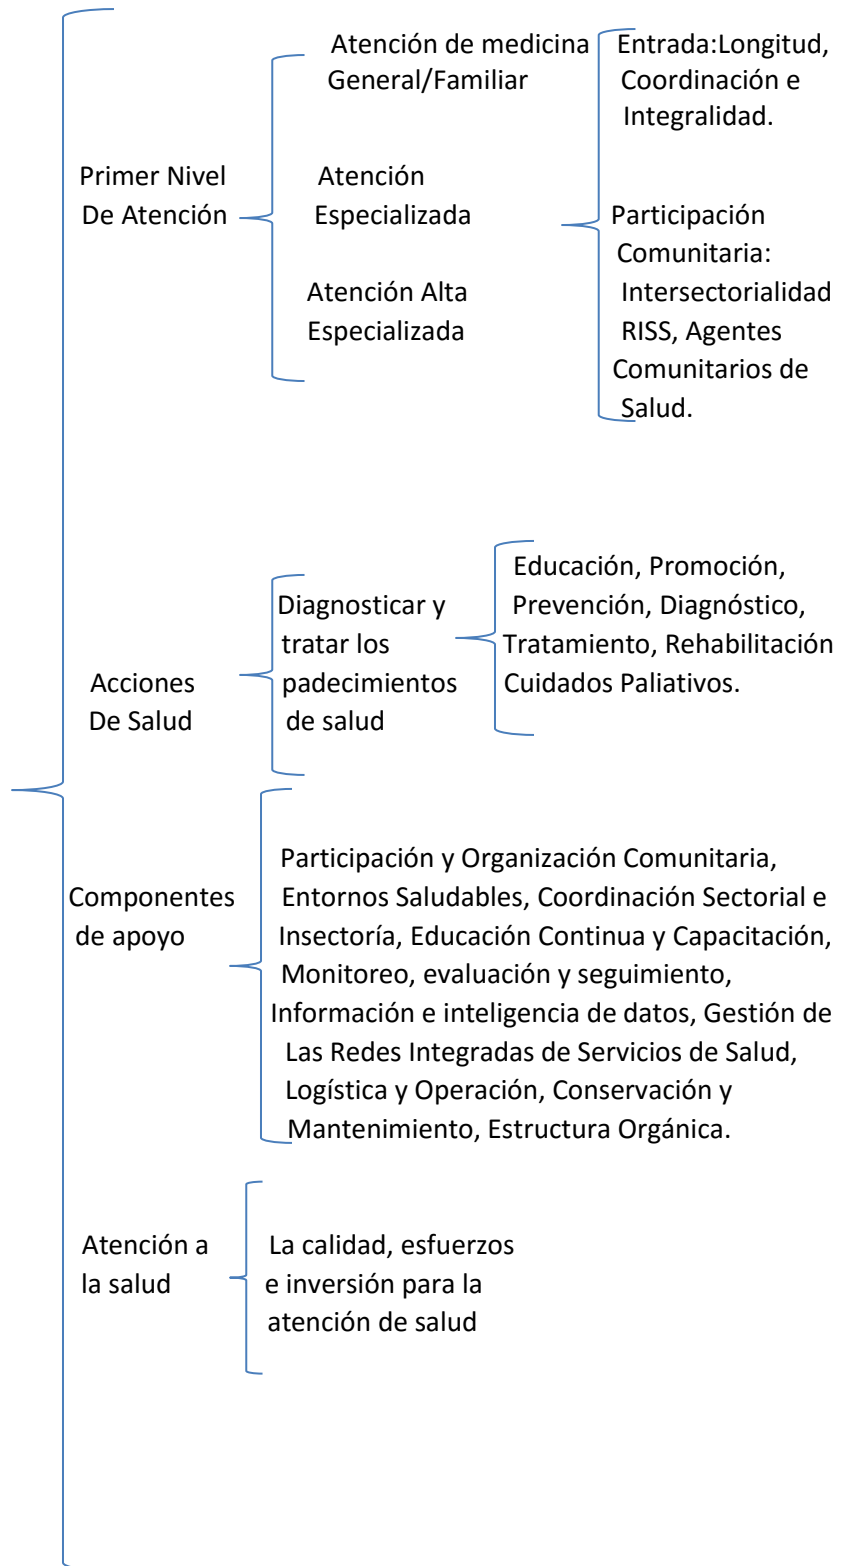 Primer Nivel
De Atención
Atención de medicina
General/Familiar
Atención
Especializada
Atención Alta
Especializada
Entrada:Longitud,
Coordinación e
Integralidad.
Participación
Comunitaria:
Intersectorialidad
RISS, Agentes
Comunitarios de
Salud.
Acciones
De Salud
Diagnosticar y
tratar los
padecimientos
de salud
Educación, Promoción,
Prevención, Diagnóstico,
Tratamiento, Rehabilitación
Cuidados Paliativos.
Componentes
de apoyo
Participación y Organización Comunitaria,
Entornos Saludables, Coordinación Sectorial e
Insectoría, Educación Continua y Capacitación,
Monitoreo, evaluación y seguimiento,
Información e inteligencia de datos, Gestión de
Las Redes Integradas de Servicios de Salud,
Logística y Operación, Conservación y
Mantenimiento, Estructura Orgánica.
Atención a
la salud
La calidad, esfuerzos
e inversión para la
atención de salud